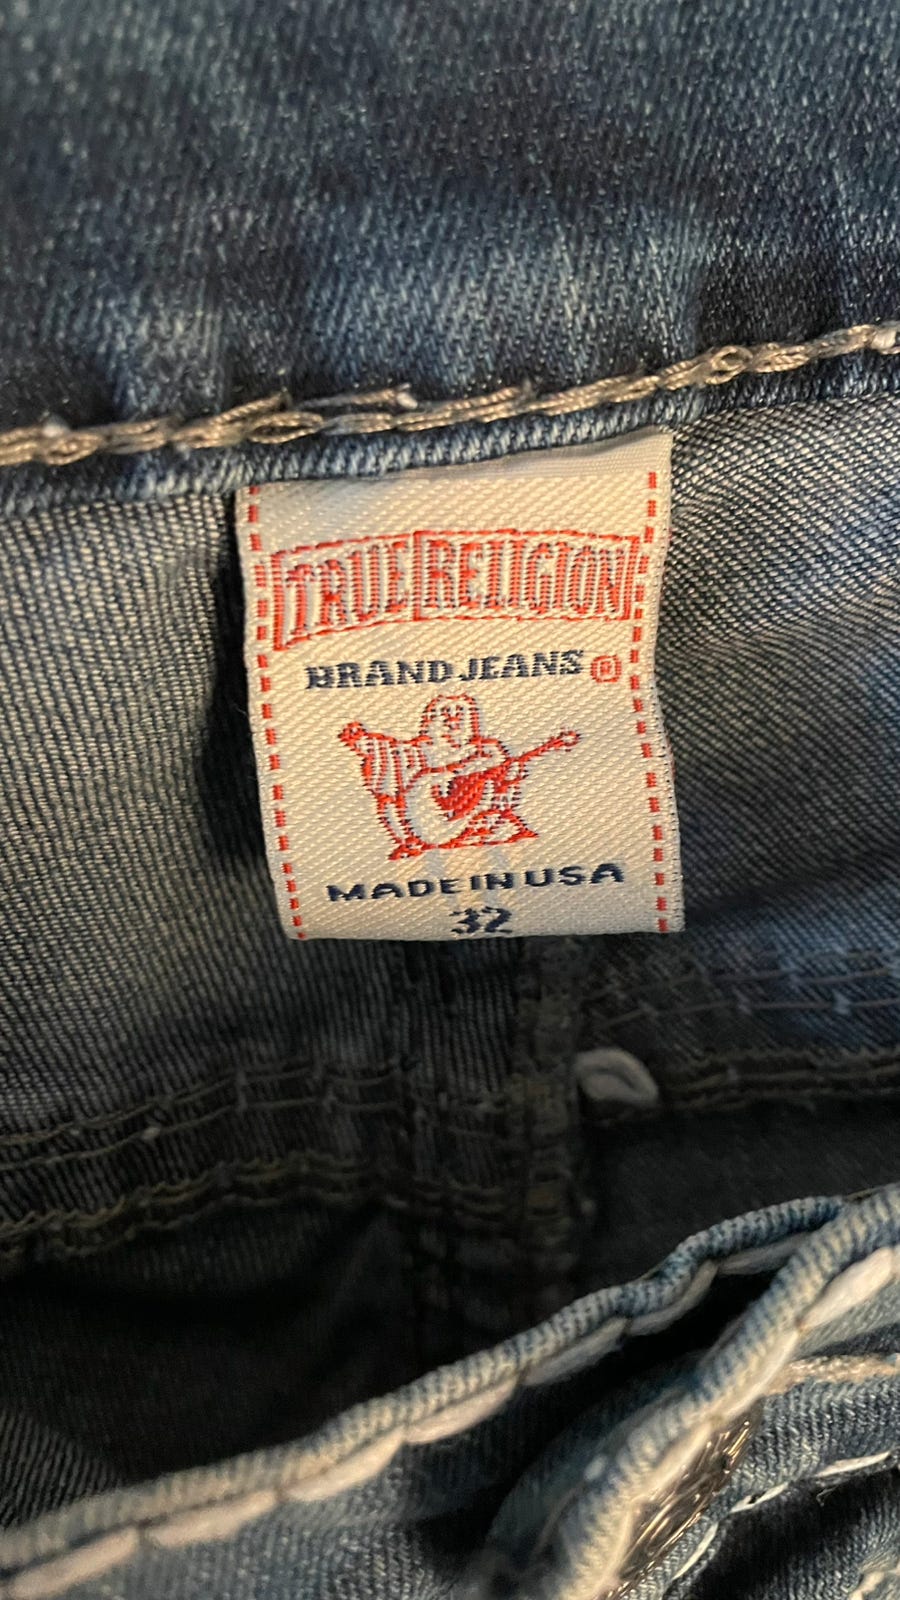 TRUE RELIGION
BRAND JEANS ®
MADE IN USA
32